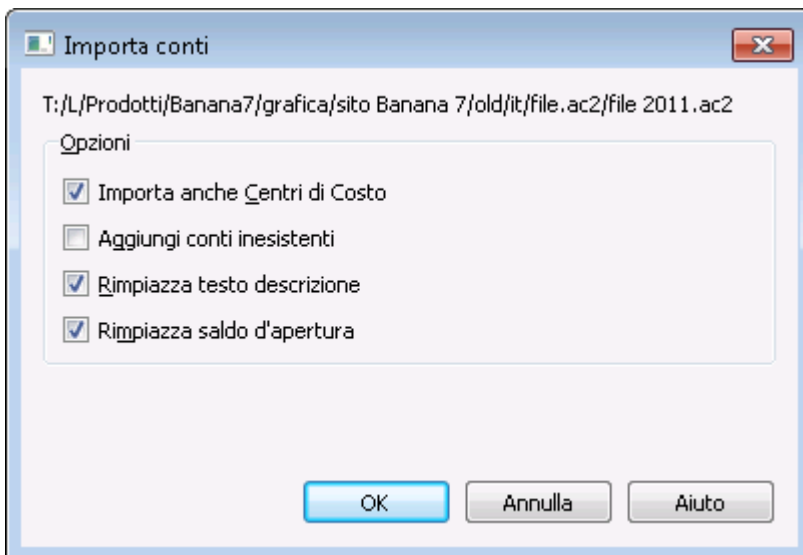 Importa conti
T:/L/Prodotti/Banana7/grafica/sito Banana 7/old/it/file.ac2/file 2011.ac2
Opzioni
Importa anche Centri di Costo
Aggiungi conti inesistenti
Rimpiazza testo descrizione
Rimpiazza saldo d'apertura
OK Annulla Aiuto